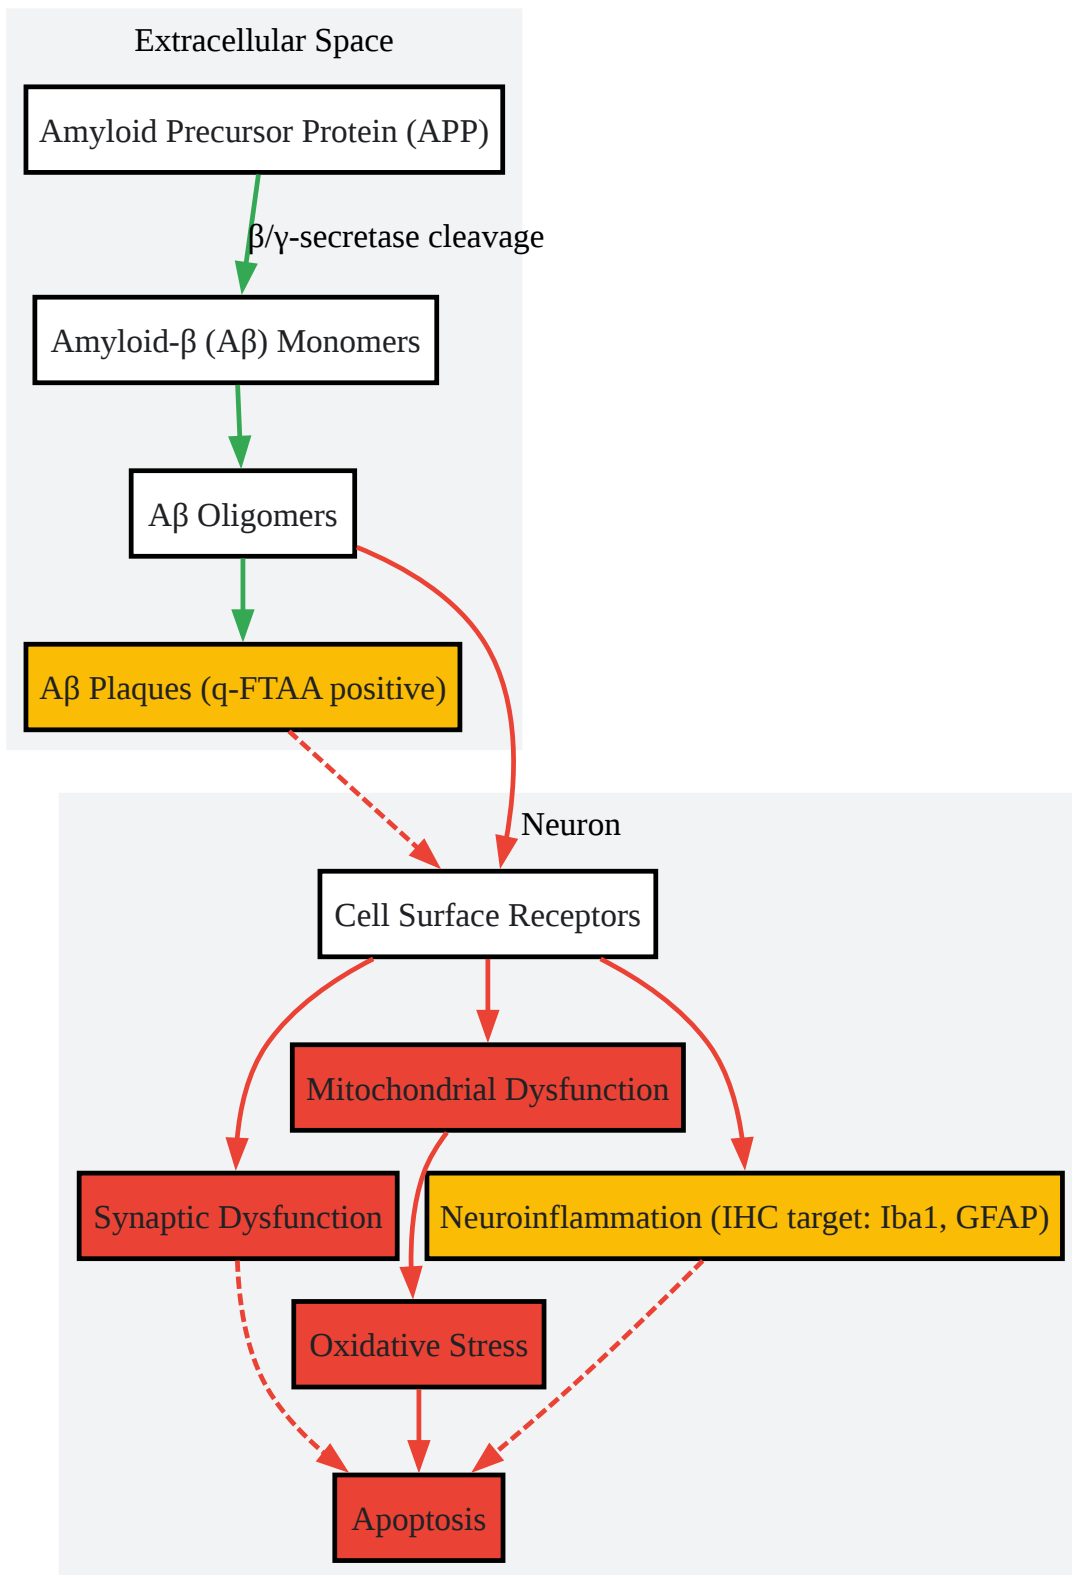 Extracellular Space
Amyloid Precursor Protein (APP)
β/γ-secretase cleavage
Amyloid-β (Aβ) Monomers
Aβ Oligomers
Aβ Plaques (q-FTAA positive)
Neuron
Cell Surface Receptors
Mitochondrial Dysfunction
Synaptic Dysfunction
Neuroinflammation (IHC target: Iba1, GFAP)
Oxidative Stress
Apoptosis